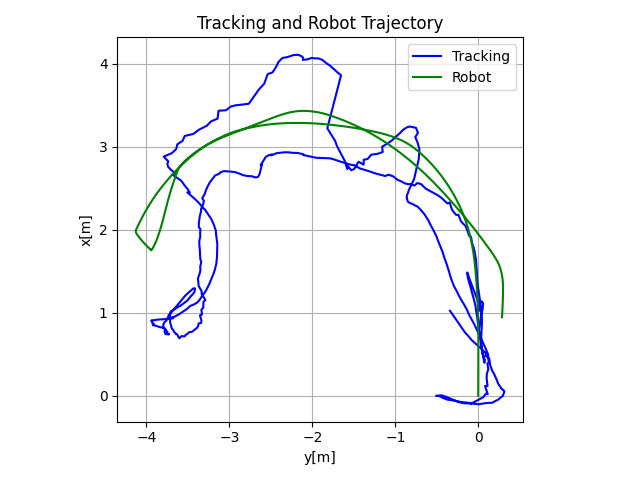 Tracking and Robot Trajectory
Tracking
Robot
4
3
2
1
0
x[m]
−4
−3
−2
−1
0
y[m]